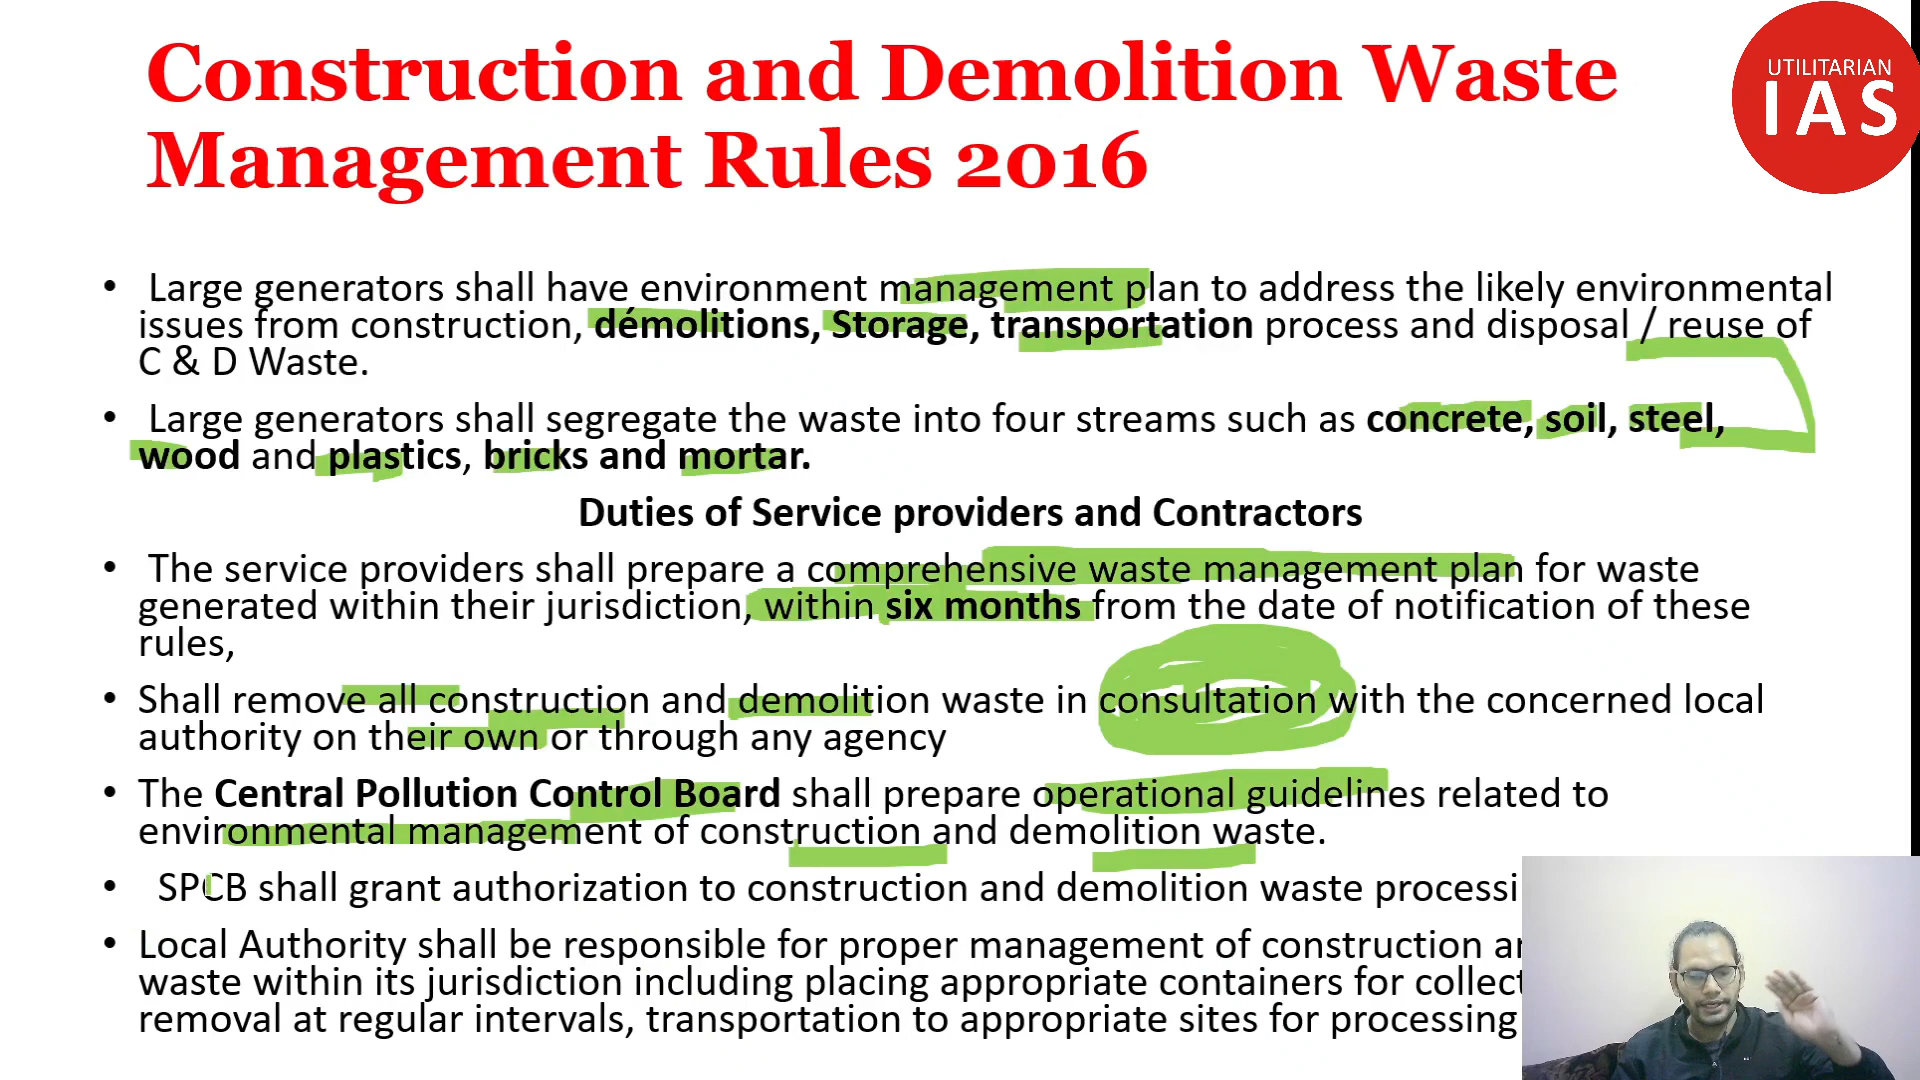 Construction and Demolition Waste
Management Rules 2016
UTILITARIAN
IAS
• Large generators shall have environment management plan to address the likely environmental
issues from construction, démolitions, Storage, transportation process and disposal / reuse of
C & D Waste.
• Large generators shall segregate the waste into four streams such as concrete, soil, steel,
wood and plastics, bricks and mortar.
Duties of Service providers and Contractors
• The service providers shall prepare a comprehensive waste management plan for waste
generated within their jurisdiction, within six months from the date of notification of these
rules,
• Shall remove all construction and demolition waste in consultation with the concerned local
authority on their own or through any agency
• The Central Pollution Control Board shall prepare operational guidelines related to
environmental management of construction and demolition waste.
• SPCB shall grant authorization to construction and demolition waste
• Local Authority shall be responsible for proper management of construction
waste within its jurisdiction including placing appropriate containers for
removal at regular intervals, transportation to appropriate sites for processing